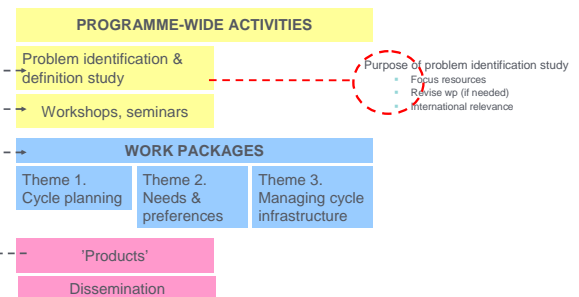 PROGRAMME-WIDE ACTIVITIES
Problem identification &
definition study
Workshops, seminars
Purpose of problem identification study
Focus resources
Revise wp (if needed)
International relevance
WORK PACKAGES
Theme 1.
Cycle planning
Theme 2.
Needs &
preferences
Theme 3.
Managing cycle
infrastructure
'Products'
Dissemination